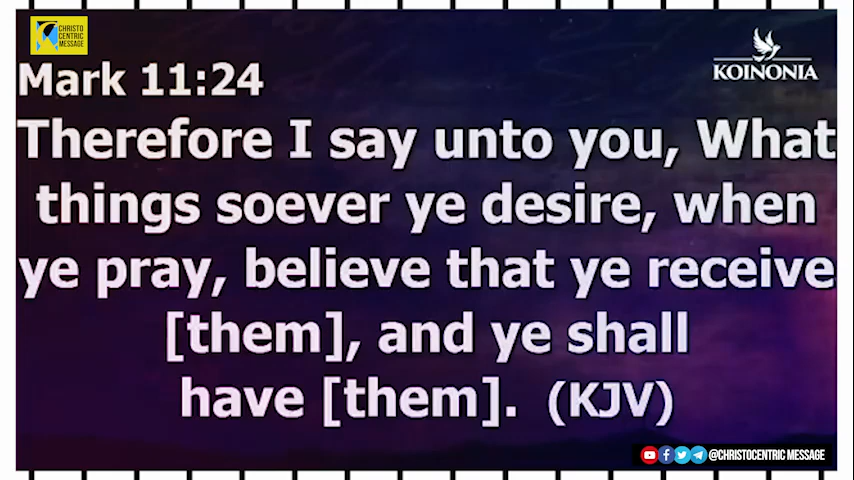 CHRISTO
CENTRIC
MESSAGE
KOINONIA
Mark 11:24
Therefore I say unto you, What
things soever ye desire, when
ye pray, believe that ye receive
[them], and ye shall
have [them]. (KJV)
@CHRISTOCENTRIC MESSAGE